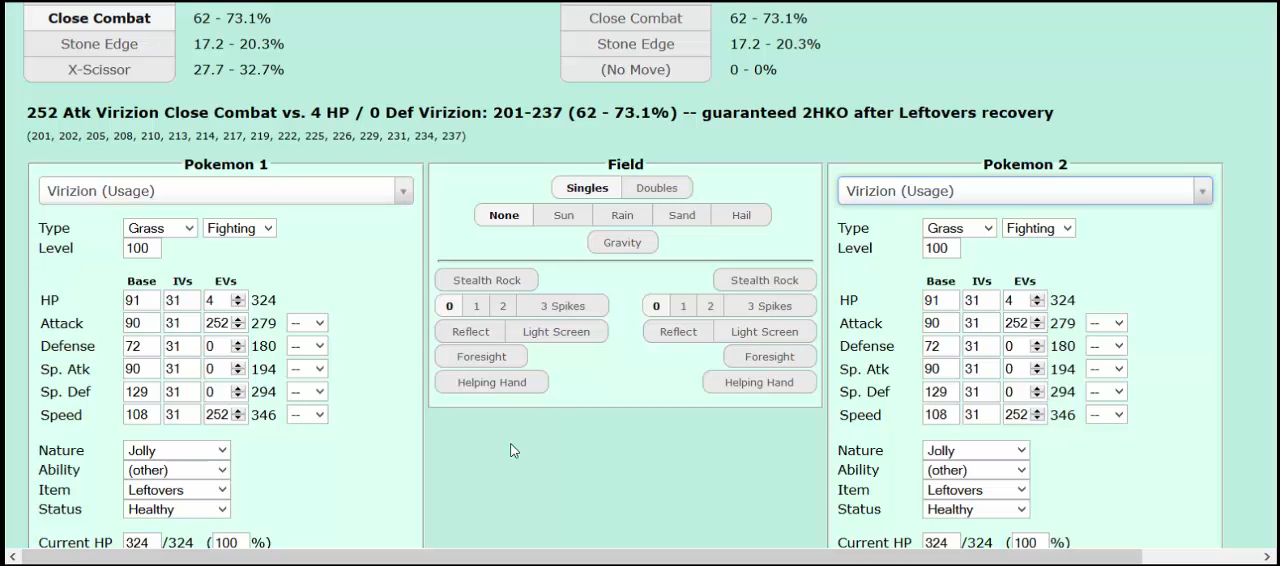 Close Combat 62 - 73.1% Close Combat 62 - 73.1%
Stone Edge 17.2 - 20.3% Stone Edge 17.2 - 20.3%
X-Scissor 27.7 - 32.7% (No Move) 0 - 0%
252 Atk Virizion Close Combat vs. 4 HP / 0 Def Virizion: 201-237 (62 - 73.1%) -- guaranteed 2HKO after Leftovers recovery
(201, 202, 205, 208, 210, 213, 214, 217, 219, 222, 225, 226, 229, 231, 234, 237)
Pokemon 1
Virizion (Usage)
Type Grass Fighting
Level 100
Base IVs EVs
HP 91 31 4 324
Attack 90 31 252 279 --
Defense 72 31 0 180 --
Sp. Atk 90 31 0 194 --
Sp. Def 129 31 0 294 --
Speed 108 31 252 346 --
Nature Jolly
Ability (other)
Item Leftovers
Status Healthy
Current HP 324 /324 ( 100 %)
Field
Singles Doubles
None Sun Rain Sand Hail
Gravity
Stealth Rock Stealth Rock
0 1 2 3 Spikes 0 1 2 3 Spikes
Reflect Light Screen Reflect Light Screen
Foresight Foresight
Helping Hand Helping Hand
Pokemon 2
Virizion (Usage)
Type Grass Fighting
Level 100
Base IVs EVs
HP 91 31 4 324
Attack 90 31 252 279 --
Defense 72 31 0 180 --
Sp. Atk 90 31 0 194 --
Sp. Def 129 31 0 294 --
Speed 108 31 252 346 --
Nature Jolly
Ability (other)
Item Leftovers
Status Healthy
Current HP 324 /324 ( 100 %)